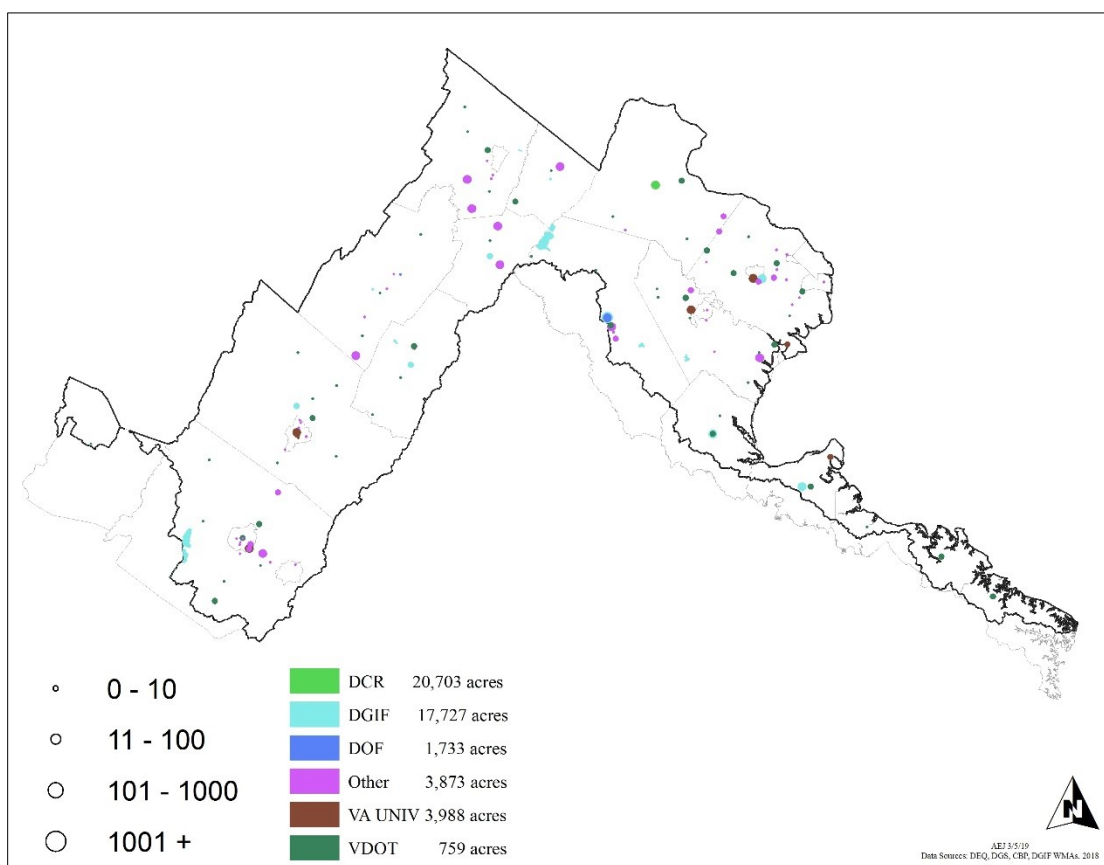 0 - 10
11 - 100
101 - 1000
1001 +
DCR 20,703 acres
DGIF 17,727 acres
DOF 1,733 acres
Other 3,873 acres
VA UNIV 3,988 acres
VDOT 759 acres
N
AEJ 3/5/19
Data Sources: DEQ, DGS, CBP, DGIF WMAs. 2018